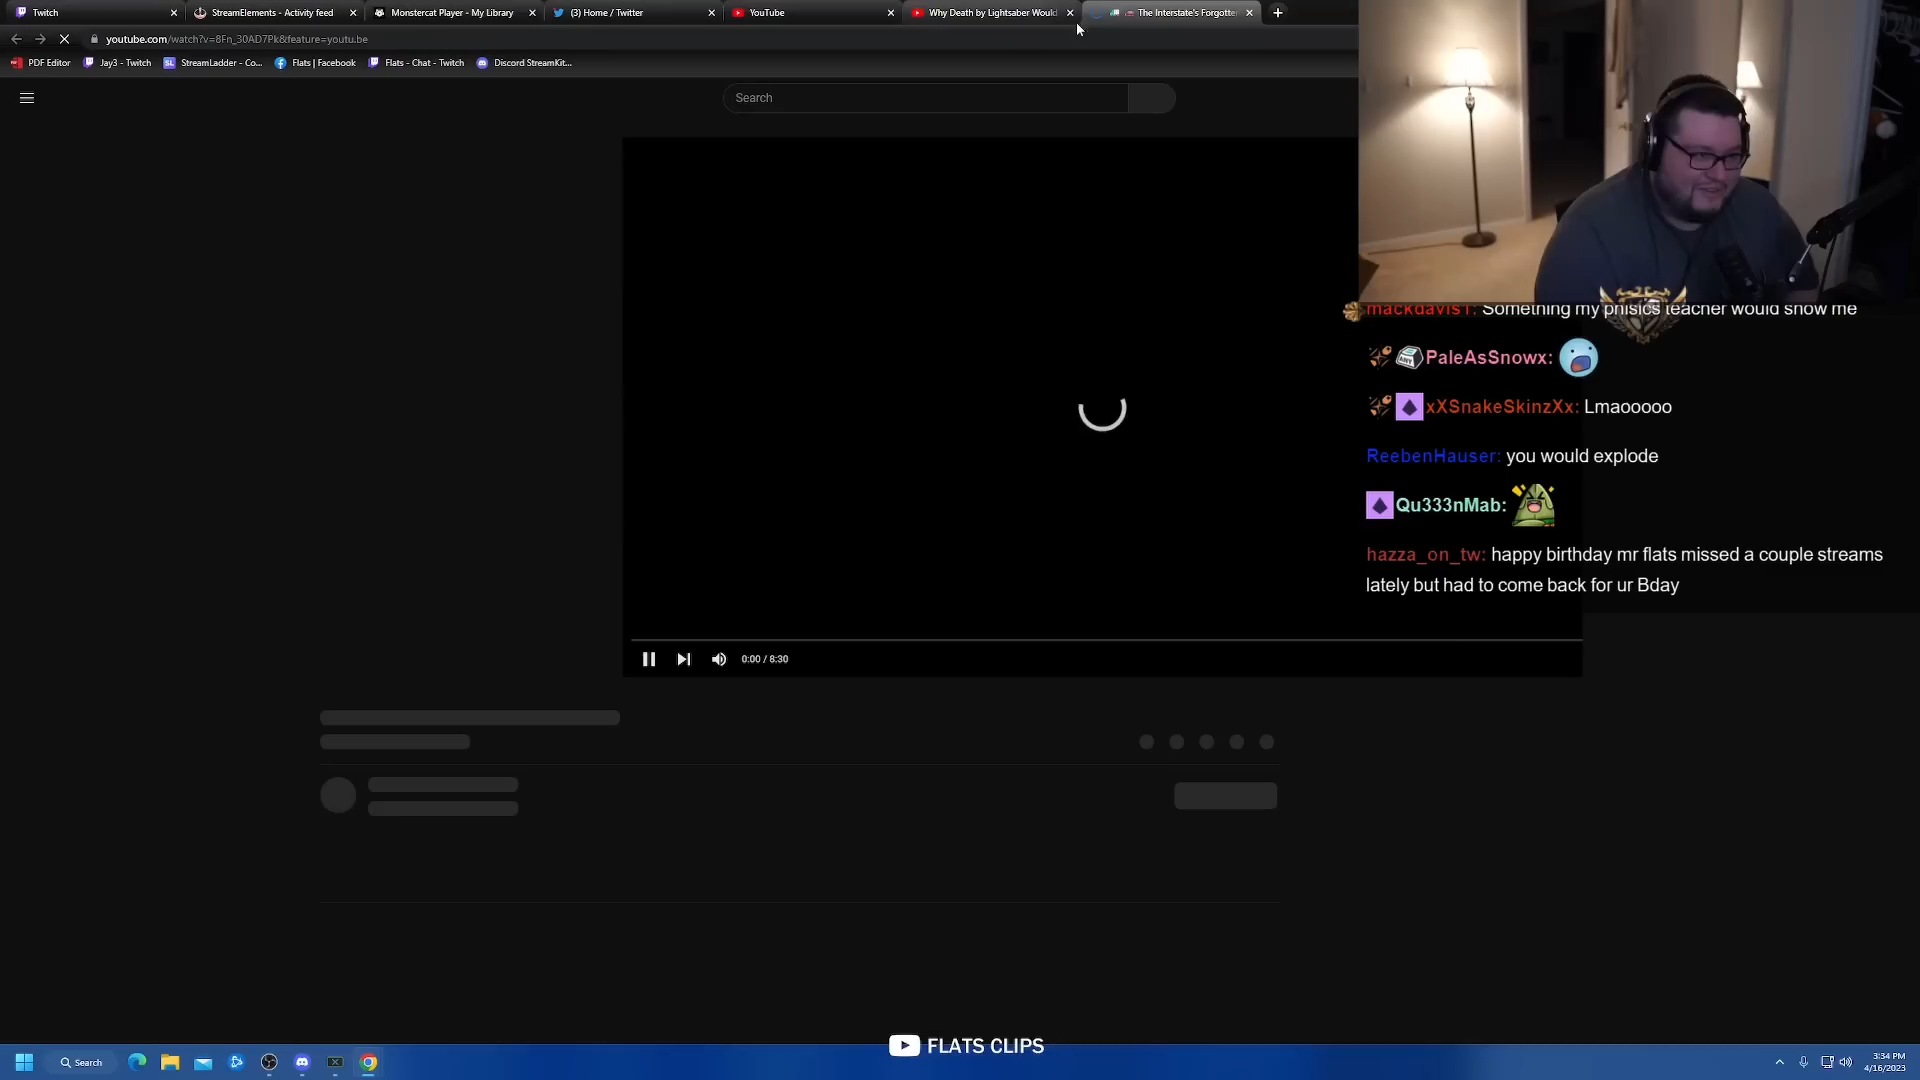 Twitch
StreamElements - Activity feed
Monstercat Player - My Library
(3) Home / Twitter
YouTube
Why Death by Lightsaber Would
The Interstate's Forgotten
youtube.com/watch?v=8Fn_30AD7Pk&feature=youtu.be
PDF Editor
Jay3 - Twitch
StreamLadder - Co...
Flats | Facebook
Flats - Chat - Twitch
Discord StreamKit...
Search
mackdavis1: Something my phisics teacher would show me
PaleAsSnowx:
xXSnakeSkinzXx: Lmaooooo
ReebenHauser: you would explode
Qu333nMab:
hazza_on_tw: happy birthday mr flats missed a couple streams
lately but had to come back for ur Bday
0:00 / 8:30
FLATS CLIPS
Search
3:34 PM
4/16/2023